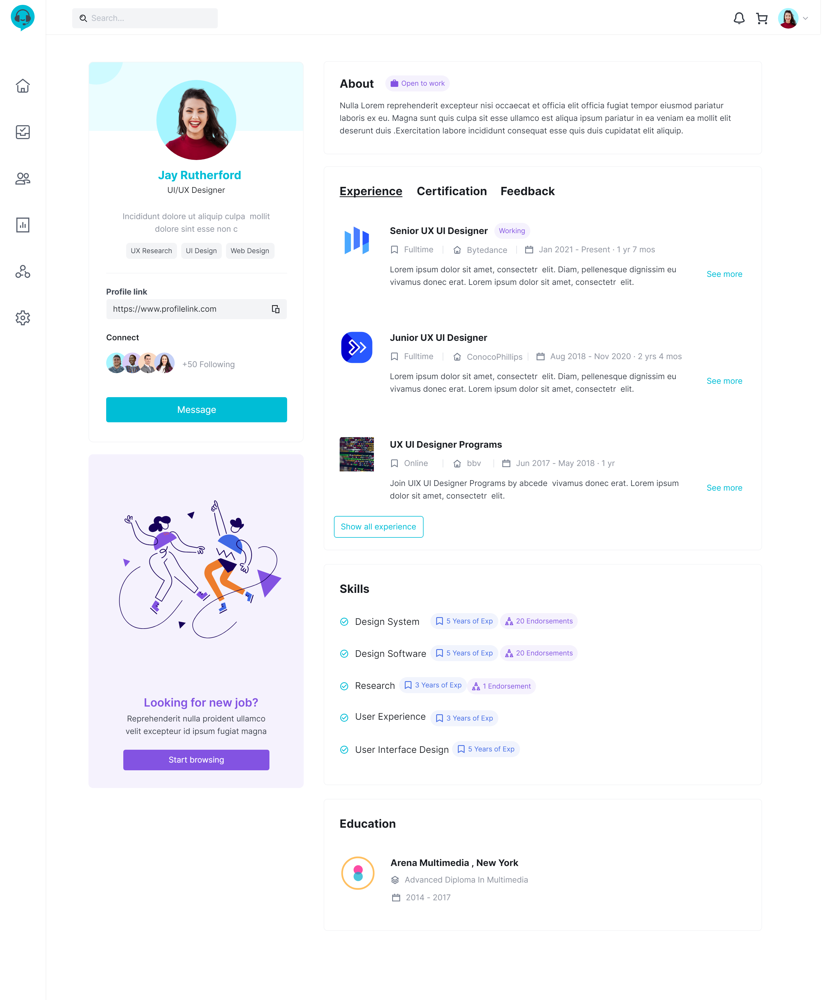 Search...
Jay Rutherford
UI/UX Designer
Incididunt dolore ut aliquip culpa  mollit
dolore sint esse non c
UX Research
UI Design
Web Design
Profile link
https://www.profilelink.com
Connect
+50 Following
Message
Looking for new job?
Reprehenderit nulla proident ullamco
velit excepteur id ipsum fugiat magna
Start browsing
About
Open to work
Nulla Lorem reprehenderit excepteur nisi occaecat et officia elit officia fugiat tempor eiusmod pariatur
laboris ex eu. Magna sunt quis culpa sit esse ullamco est aliqua ipsum pariatur in ea veniam ea mollit elit
deserunt duis .Exercitation labore incididunt consequat esse quis duis cupidatat elit aliquip.
Experience
Certification
Feedback
Senior UX UI Designer
Working
Fulltime
Bytedance
Jan 2021 - Present · 1 yr 7 mos
Lorem ipsum dolor sit amet, consectetr  elit. Diam, pellenesque dignissim eu
vivamus donec erat. Lorem ipsum dolor sit amet, consectetr  elit.
See more
Junior UX UI Designer
Fulltime
ConocoPhillips
Aug 2018 - Nov 2020 · 2 yrs 4 mos
Lorem ipsum dolor sit amet, consectetr  elit. Diam, pellenesque dignissim eu
vivamus donec erat. Lorem ipsum dolor sit amet, consectetr  elit.
See more
UX UI Designer Programs
Online
bbv
Jun 2017 - May 2018 · 1 yr
Join UIX UI Designer Programs by abcede  vivamus donec erat. Lorem ipsum
dolor sit amet, consectetr  elit.
See more
Show all experience
Skills
Design System
5 Years of Exp
20 Endorsements
Design Software
5 Years of Exp
20 Endorsements
Research
3 Years of Exp
1 Endorsement
User Experience
3 Years of Exp
User Interface Design
5 Years of Exp
Education
Arena Multimedia , New York
Advanced Diploma In Multimedia
2014 - 2017